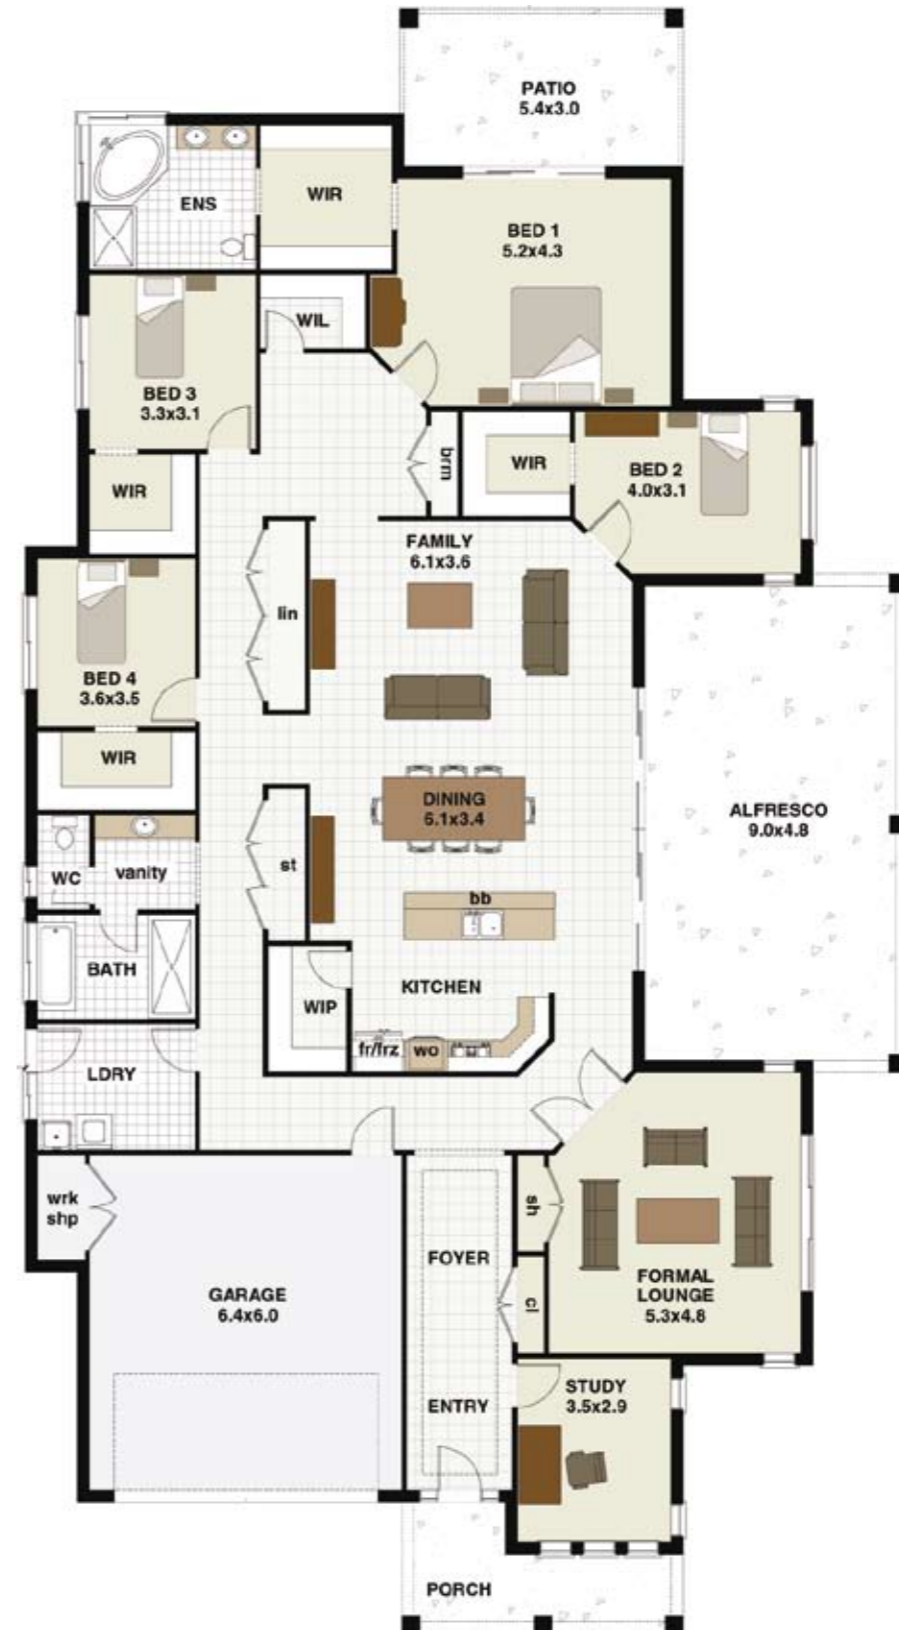 PATIO
5.4x3.0
ENS
WIR
BED 1
5.2x4.3
WIL
BED 3
3.3x3.1
WIR
brm
WIR
BED 2
4.0x3.1
FAMILY
6.1x3.6
lin
BED 4
3.6x3.5
WIR
DINING
6.1x3.4
ALFRESCO
9.0x4.8
WC
vanity
st
bb
BATH
WIP
KITCHEN
fr/frz
WO
LDRY
wrk
shp
GARAGE
6.4x6.0
FOYER
sh
cl
FORMAL
LOUNGE
5.3x4.8
ENTRY
STUDY
3.5x2.9
PORCH